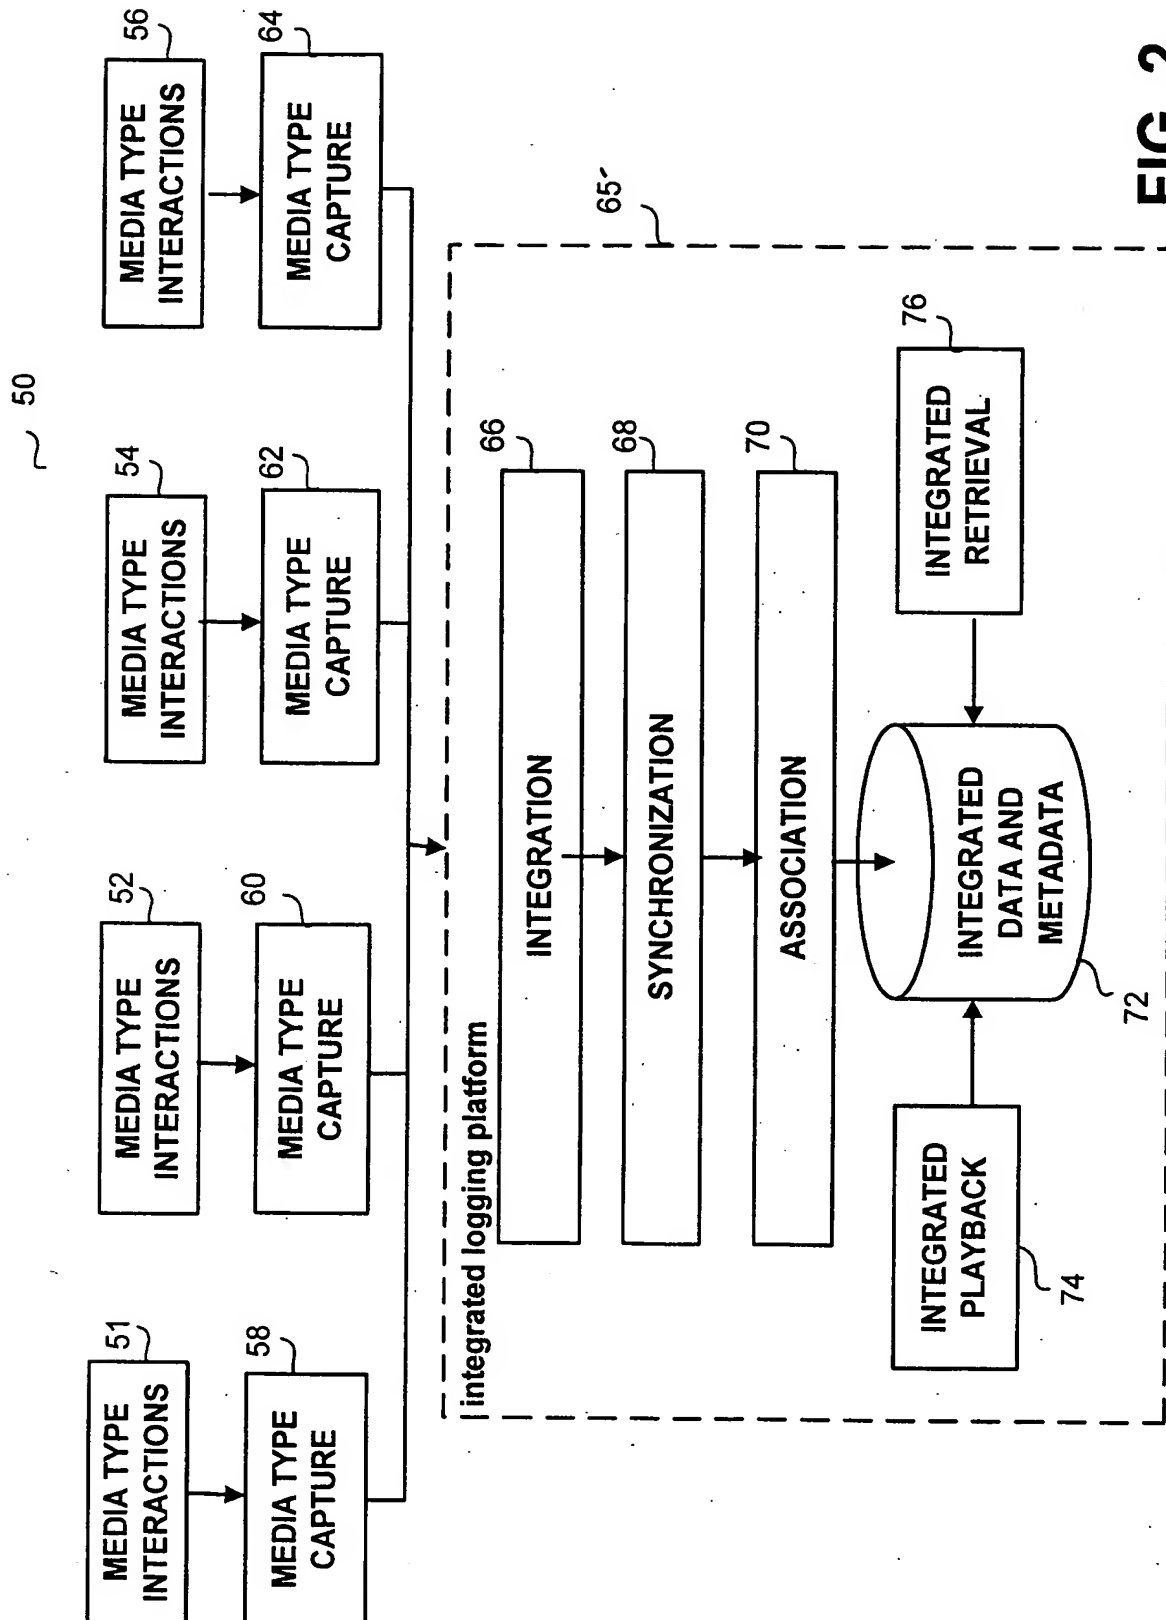 50
51
52
54
56
MEDIA TYPE
INTERACTIONS
MEDIA TYPE
INTERACTIONS
MEDIA TYPE
INTERACTIONS
MEDIA TYPE
INTERACTIONS
58
60
62
64
MEDIA TYPE
CAPTURE
MEDIA TYPE
CAPTURE
MEDIA TYPE
CAPTURE
MEDIA TYPE
CAPTURE
65
integrated logging platform
66
INTEGRATION
68
SYNCHRONIZATION
70
ASSOCIATION
INTEGRATED
PLAYBACK
74
INTEGRATED
DATA AND
METADATA
72
INTEGRATED
RETRIEVAL
76
FIG. 2